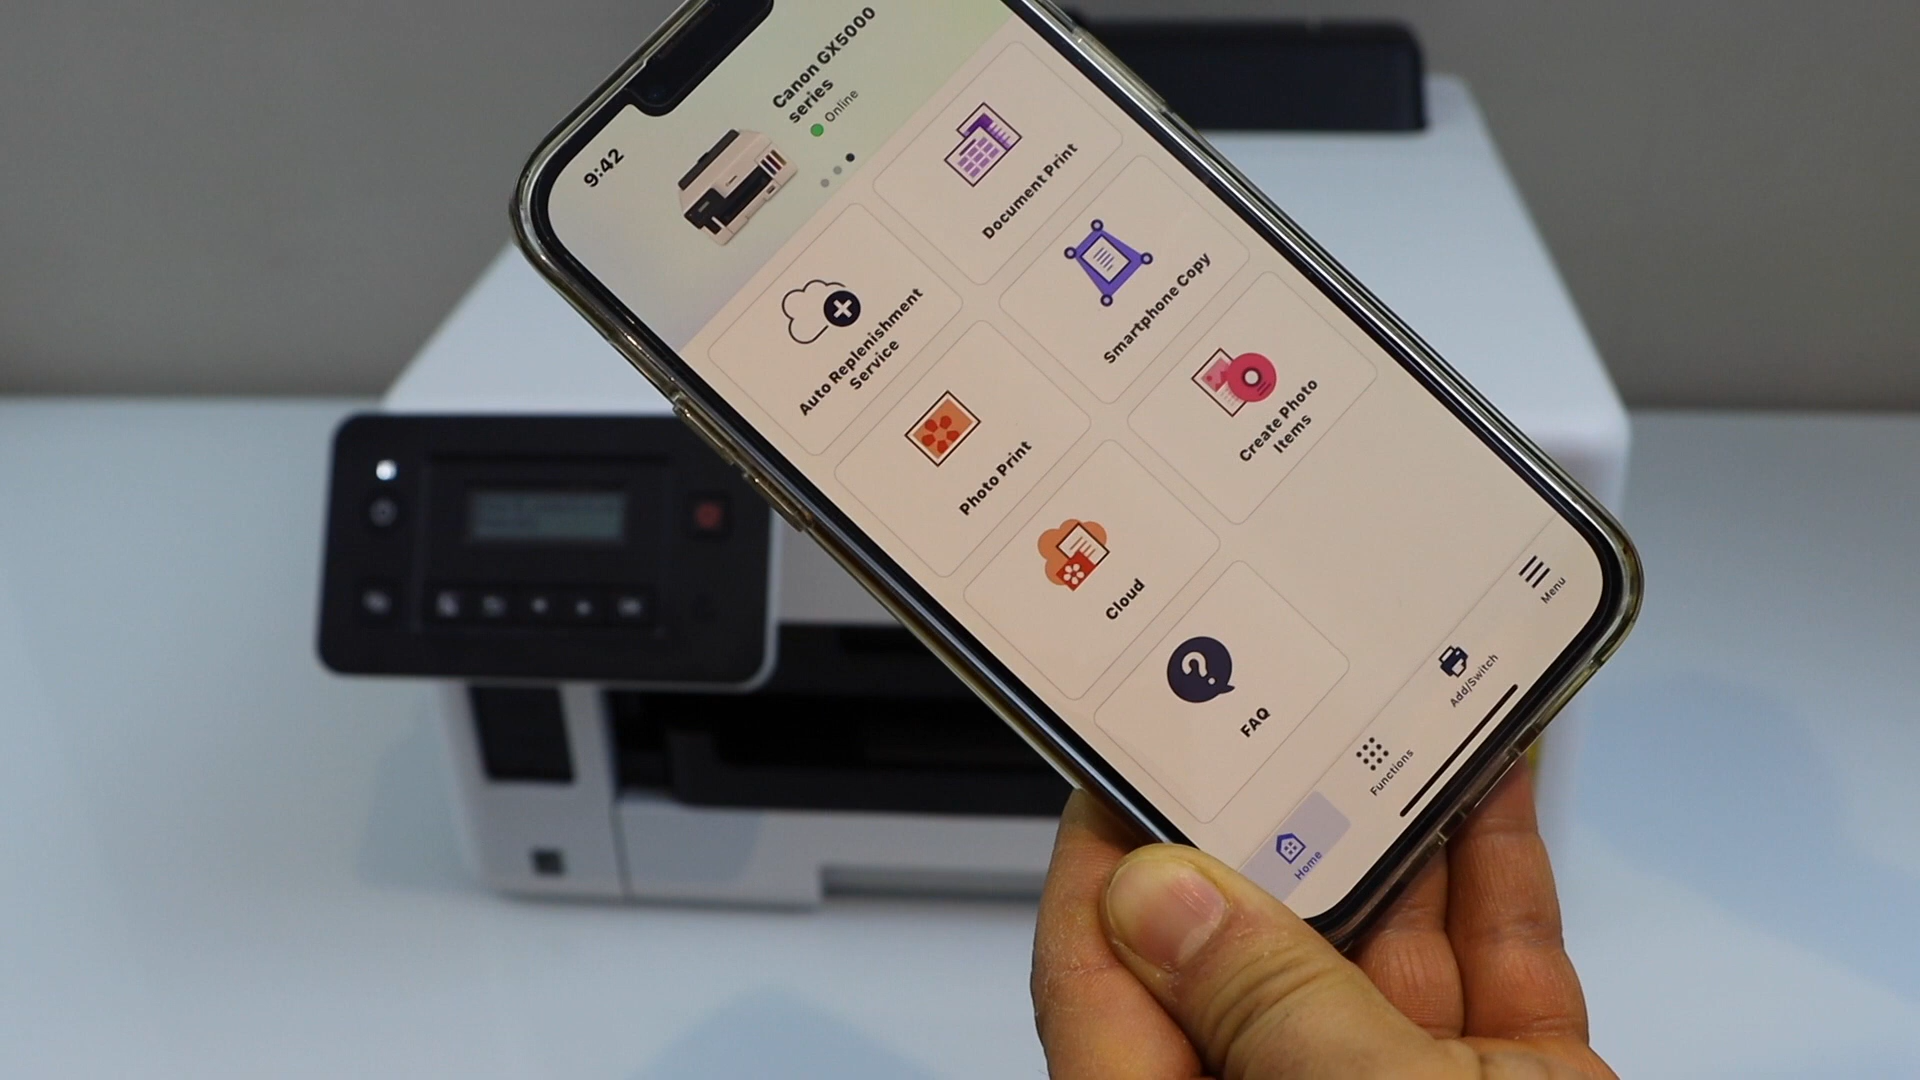 9:42
Canon GX5000
series
Online
Auto Replenishment
Service
Document Print
Photo Print
Smartphone Copy
Cloud
Create Photo
Items
FAQ
Home
Functions
Add/Switch
Menu